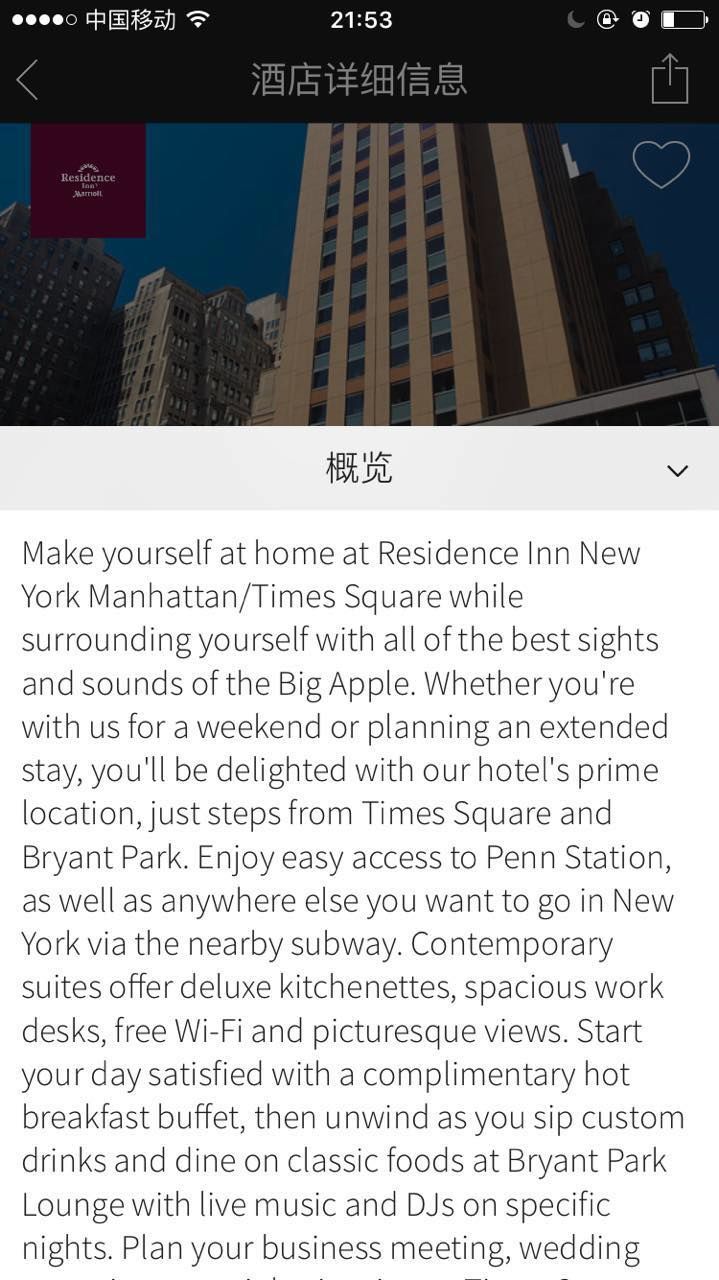 中国移动 21:53
酒店详细信息
Residence
Inn
Marriott
概览
Make yourself at home at Residence Inn New
York Manhattan/Times Square while
surrounding yourself with all of the best sights
and sounds of the Big Apple. Whether you're
with us for a weekend or planning an extended
stay, you'll be delighted with our hotel's prime
location, just steps from Times Square and
Bryant Park. Enjoy easy access to Penn Station,
as well as anywhere else you want to go in New
York via the nearby subway. Contemporary
suites offer deluxe kitchenettes, spacious work
desks, free Wi-Fi and picturesque views. Start
your day satisfied with a complimentary hot
breakfast buffet, then unwind as you sip custom
drinks and dine on classic foods at Bryant Park
Lounge with live music and DJs on specific
nights. Plan your business meeting, wedding